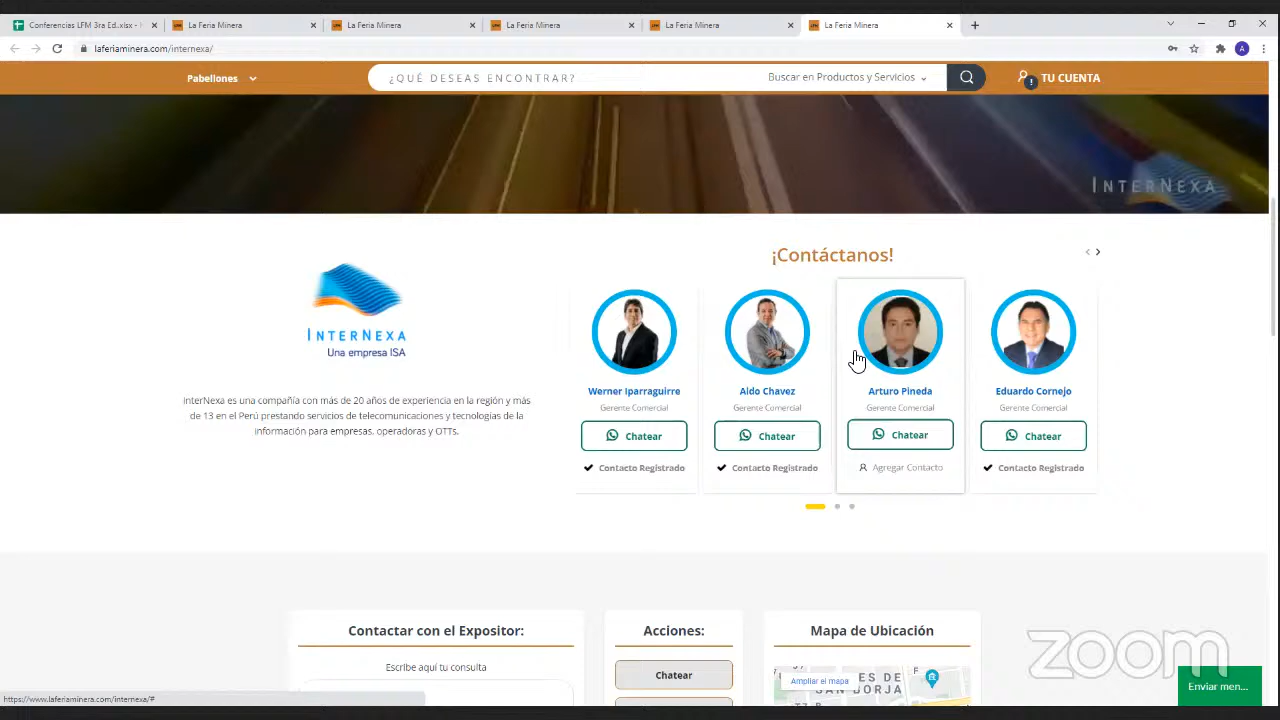 Conferencias LFM 3ra Ed..xlsx - H
La Feria Minera
La Feria Minera
La Feria Minera
La Feria Minera
La Feria Minera
laferiaminera.com/internexa/
A
Pabellones
¿QUÉ DESEAS ENCONTRAR?
Buscar en Productos y Servicios
! TU CUENTA
INTERNEXA
¡Contáctanos!
INTERNEXA
Una empresa ISA
InterNexa es una compañía con más de 20 años de experiencia en la región y más
de 13 en el Perú prestando servicios de telecomunicaciones y tecnologías de la
información para empresas, operadoras y OTTs.
Werner Iparraguirre
Gerente Comercial
Chatear
Contacto Registrado
Aldo Chavez
Gerente Comercial
Chatear
Contacto Registrado
Arturo Pineda
Gerente Comercial
Chatear
Agregar Contacto
Eduardo Cornejo
Gerente Comercial
Chatear
Contacto Registrado
Contactar con el Expositor:
Escribe aquí tu consulta
Acciones:
Chatear
Mapa de Ubicación
Ampliar el mapa
ES DE
SAN BORJA
zoom
Enviar men...
https://www.laferiaminera.com/internexa/#